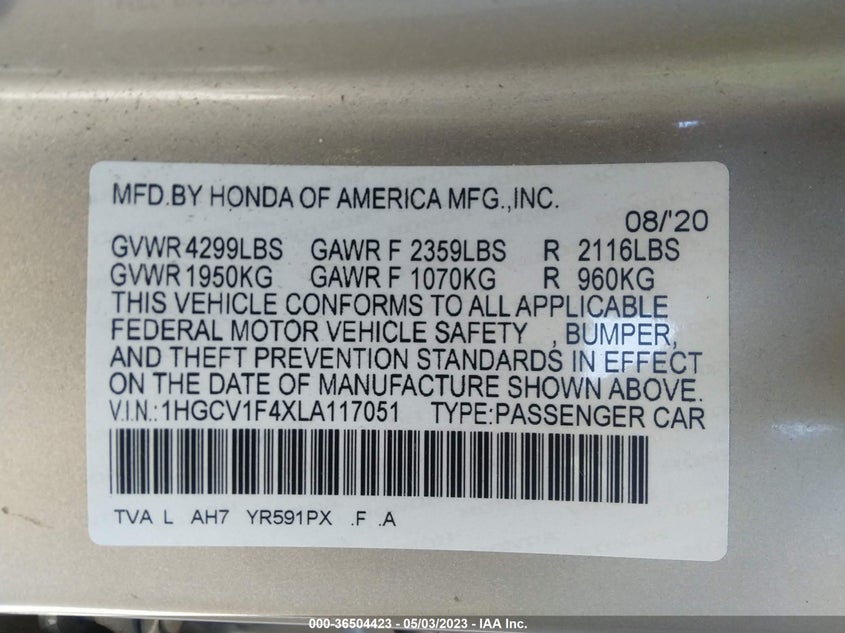 MFD.BY HONDA OF AMERICA MFG.,INC.
08/'20
GVWR 4299LBS GAWR F 2359LBS R 2116LBS
GVWR 1950KG GAWR F 1070KG R 960KG
THIS VEHICLE CONFORMS TO ALL APPLICABLE
FEDERAL MOTOR VEHICLE SAFETY , BUMPER,
AND THEFT PREVENTION STANDARDS IN EFFECT
ON THE DATE OF MANUFACTURE SHOWN ABOVE.
V.I.N.:1HGCV1F4XLA117051 TYPE:PASSENGER CAR
TVA L AH7 YR591PX .F .A
000-36504423 - 05/03/2023 - IAA Inc.